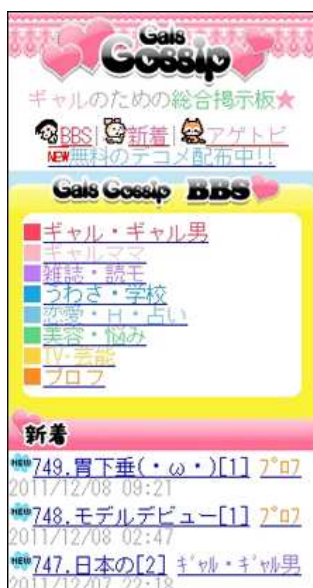 Gals
Gossip
ギャルのための総合掲示板★
BBS|新着|アゲトピ
NEW無料のデコメ配布中!!
Gals Gossip BBS
ギャル・ギャル男
ギャルママ
雑誌・読モ
うわさ・学校
恋愛・H・占い
美容・悩み
TV・芸能
プロフ
新着
NEW749.胃下垂(・ω・)[1] プロフ
2011/12/08 09:21
NEW748.モデルデビュー[1] プロフ
2011/12/08 02:47
NEW747.日本の[2] ギャル・ギャル男
2011/12/07 22:18